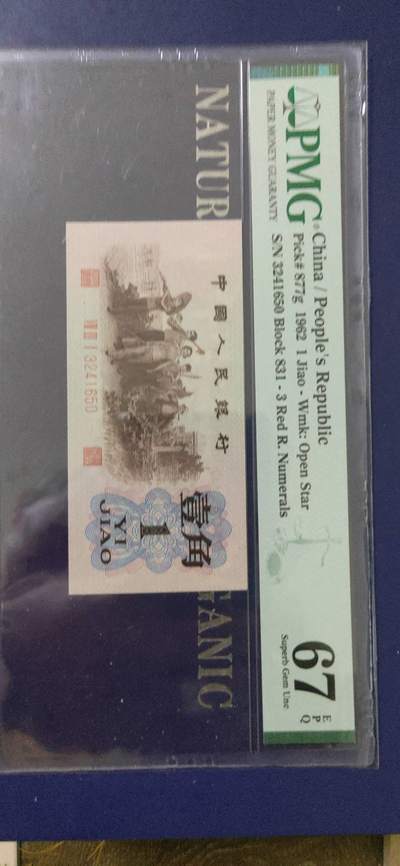 PMG
PAPER MONEY GUARANTY
China / People's Republic
Pick# 877g 1962 1 Jiao - Wmk: Open Star
S/N 3241650 Block 831 - 3 Red R. Numerals
67 EPQ
Superb Gem Unc
NATUR
GANIC
中國人民銀行
壹角
1
YI
JIAO
3241650